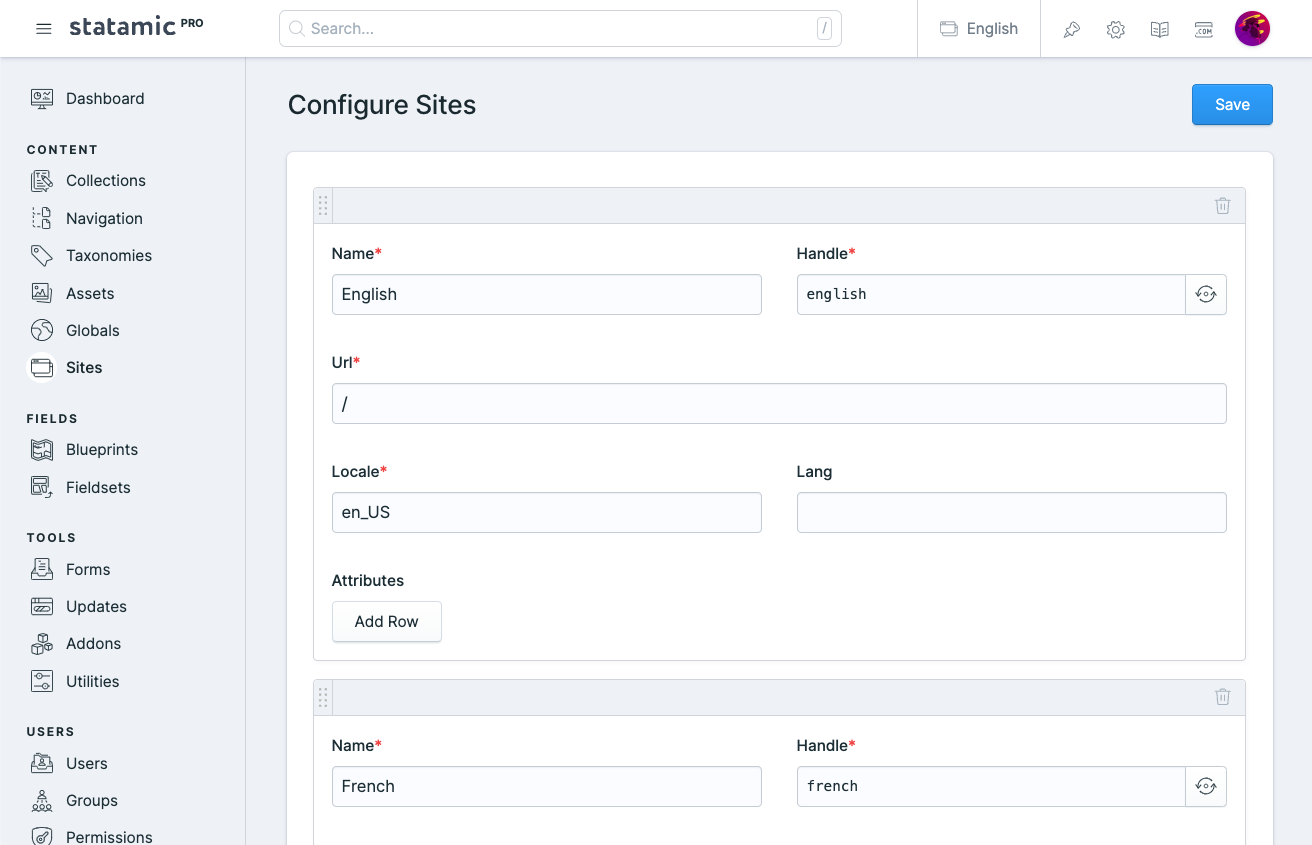 statamic PRO
Search...
/
English
.COM
Dashboard
CONTENT
Collections
Navigation
Taxonomies
Assets
Globals
Sites
FIELDS
Blueprints
Fieldsets
TOOLS
Forms
Updates
Addons
Utilities
USERS
Users
Groups
Permissions
Configure Sites
Save
Name*
Handle*
English
english
Url*
/
Locale*
Lang
en_US
Attributes
Add Row
Name*
Handle*
French
french